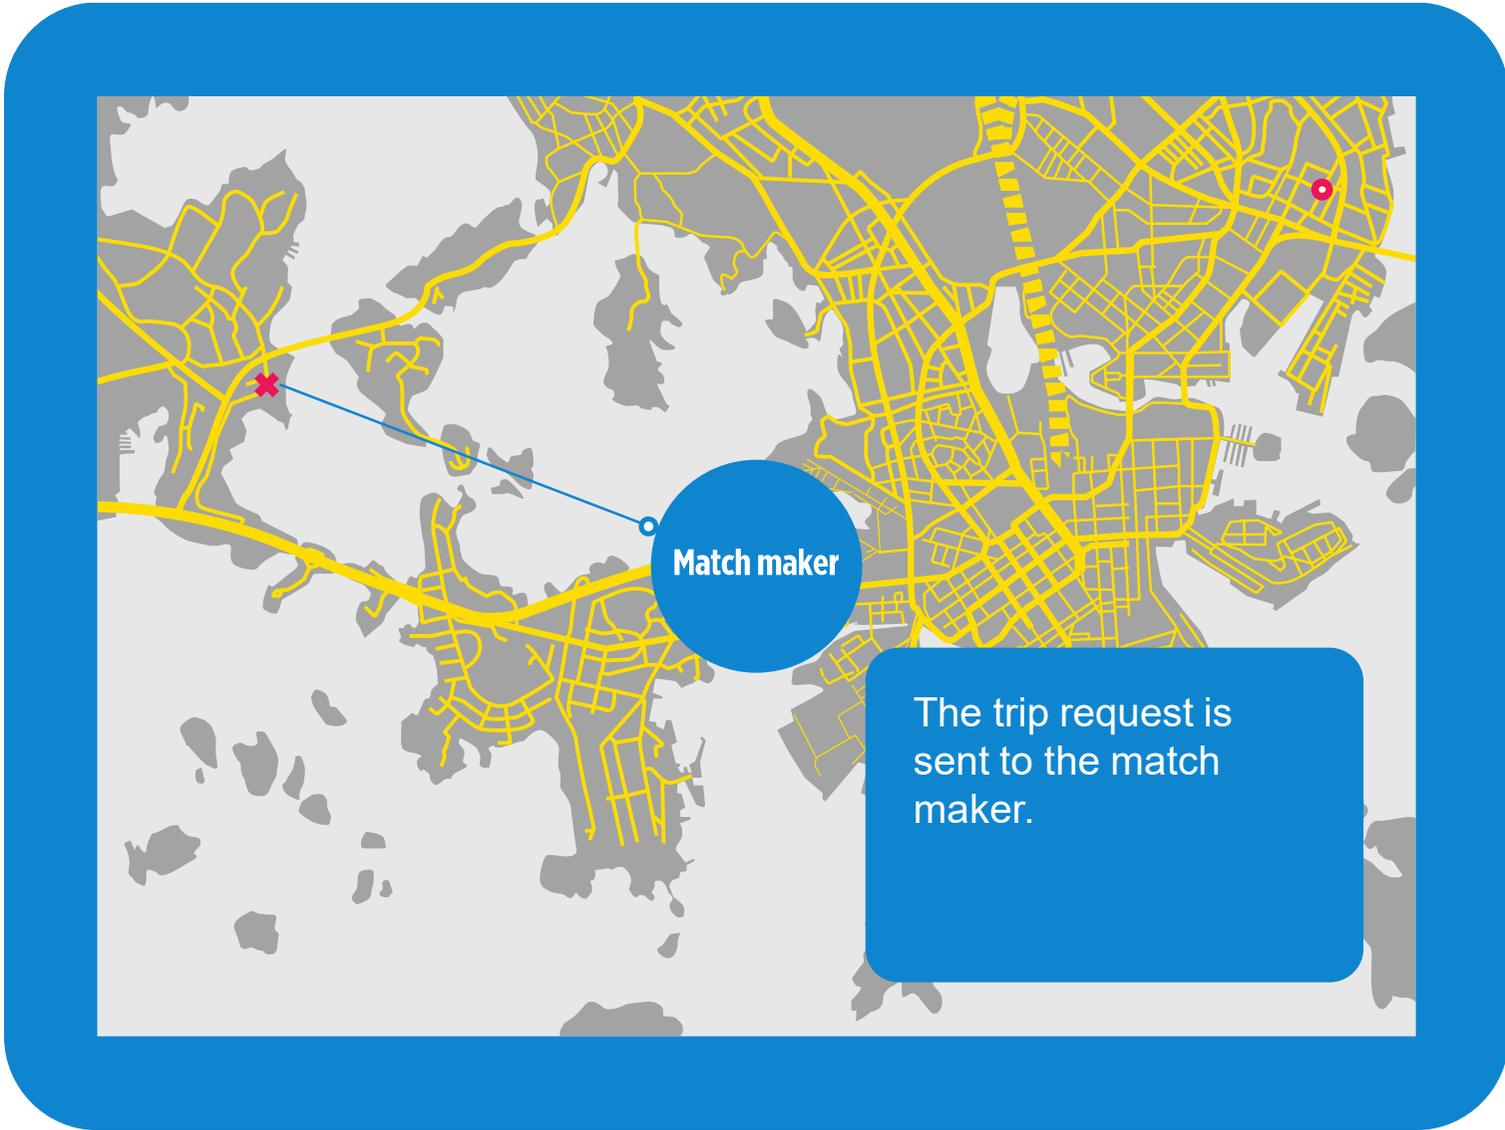 Match maker
The trip request is
sent to the match
maker.